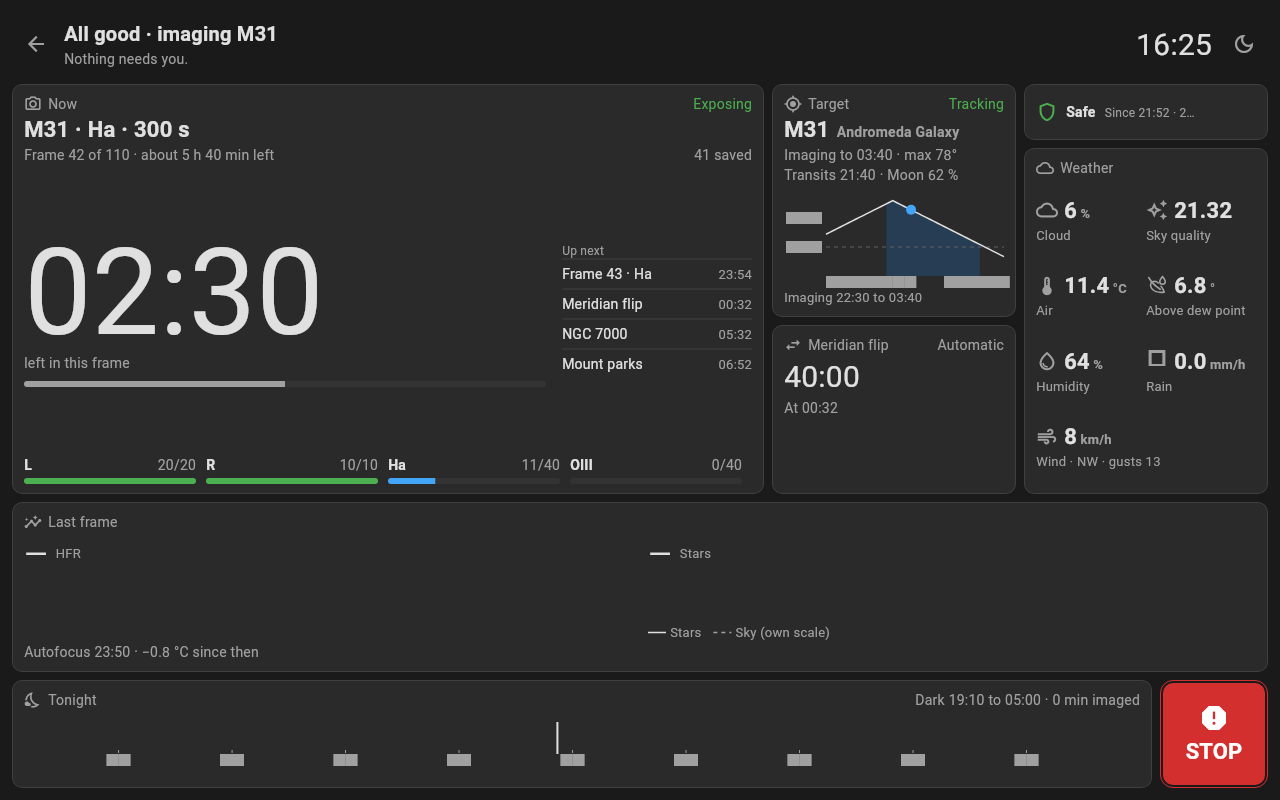 All good · imaging M31
Nothing needs you.
16:25
Now
Exposing
M31 · Ha · 300 s
Frame 42 of 110 · about 5 h 40 min left
41 saved
02:30
left in this frame
Up next
Frame 43 · Ha 23:54
Meridian flip 00:32
NGC 7000 05:32
Mount parks 06:52
L 20/20
R 10/10
Ha 11/40
OIII 0/40
Target
Tracking
M31 Andromeda Galaxy
Imaging to 03:40 · max 78°
Transits 21:40 · Moon 62 %
Imaging 22:30 to 03:40
Meridian flip
Automatic
40:00
At 00:32
Safe Since 21:52 · 2…
Weather
6 %
Cloud
21.32
Sky quality
11.4 °C
Air
6.8 °
Above dew point
64 %
Humidity
0.0 mm/h
Rain
8 km/h
Wind · NW · gusts 13
Last frame
HFR
Stars
Stars
Sky (own scale)
Autofocus 23:50 · −0.8 °C since then
Tonight
Dark 19:10 to 05:00 · 0 min imaged
STOP